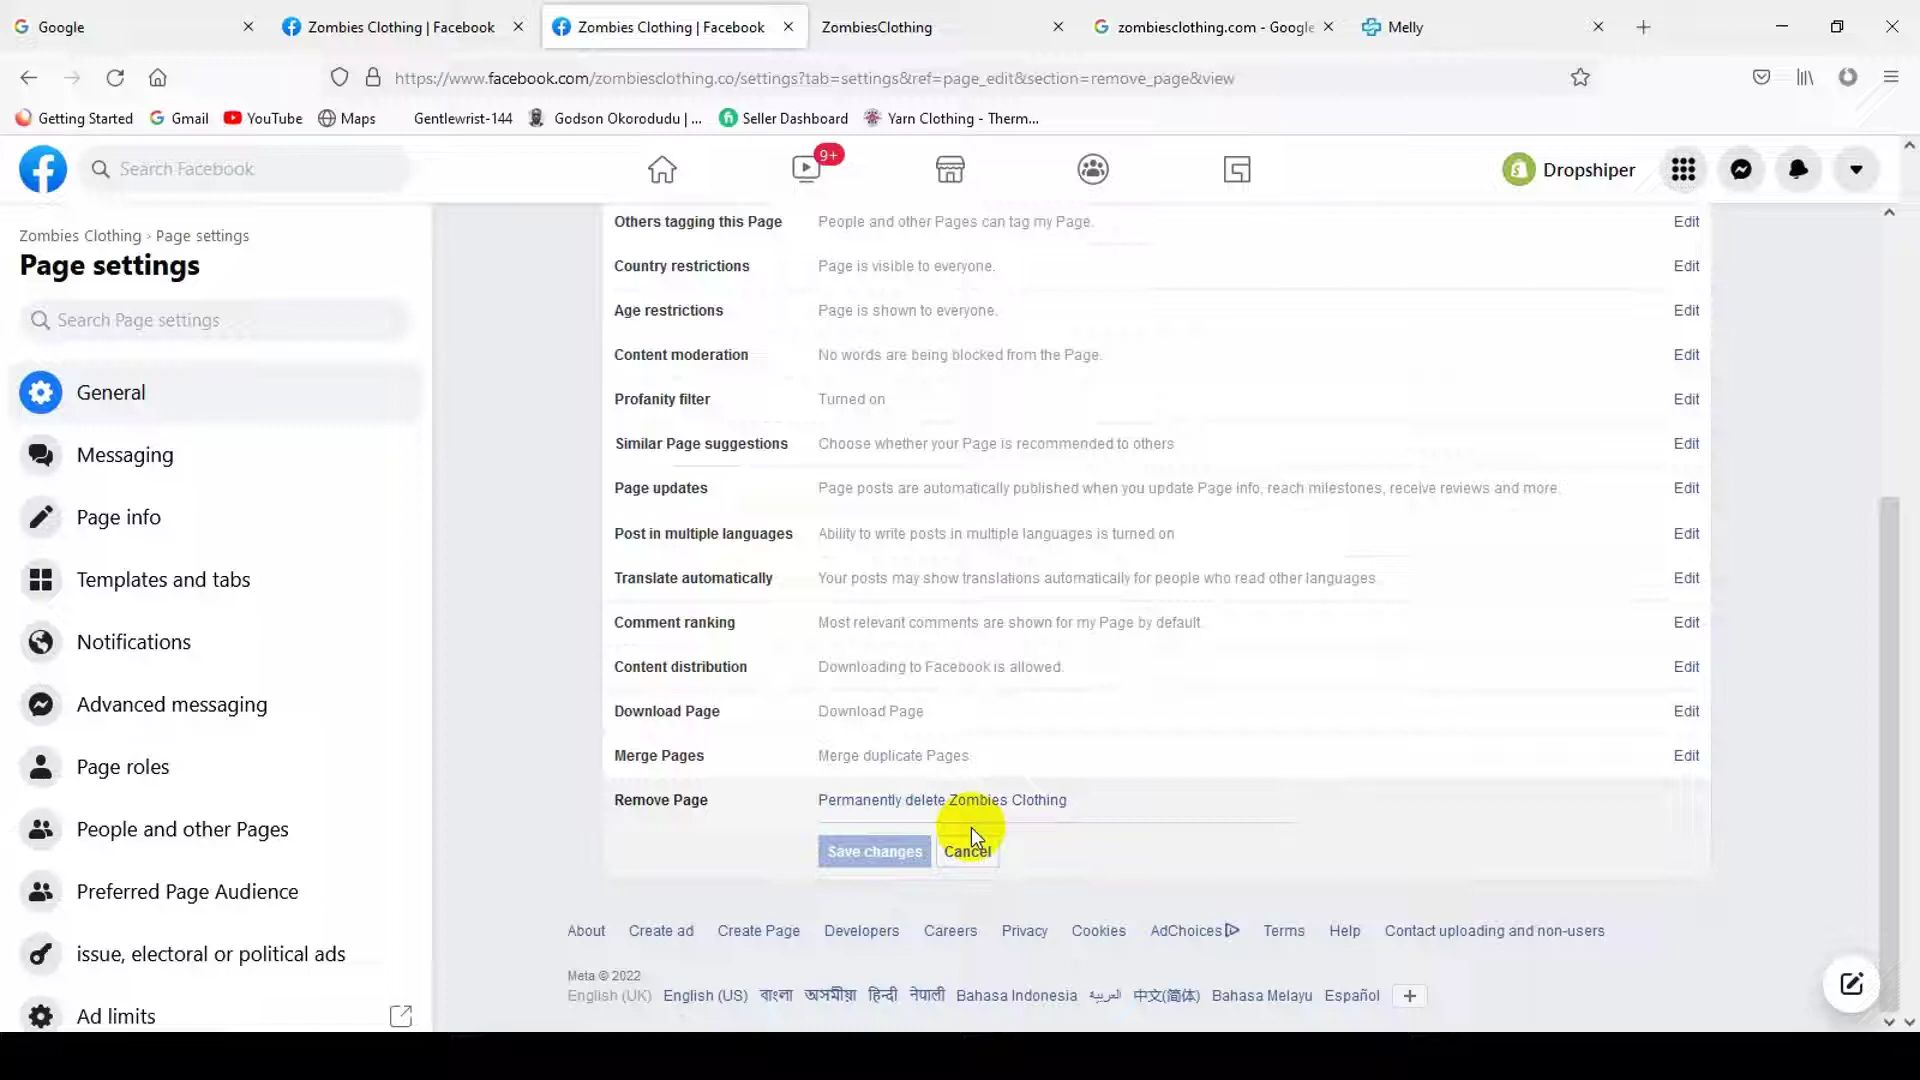 Google
Zombies Clothing | Facebook
Zombies Clothing | Facebook
ZombiesClothing
zombiesclothing.com - Google
Melly
https://www.facebook.com/zombiesclothing.co/settings?tab=settings&ref=page_edit&section=remove_page&view
Getting Started
Gmail
YouTube
Maps
Gentlewrist-144
Godson Okorodudu | ...
Seller Dashboard
Yarn Clothing - Therm...
Search Facebook
9+
Dropshiper
Zombies Clothing › Page settings
Page settings
Search Page settings
General
Messaging
Page info
Templates and tabs
Notifications
Advanced messaging
Page roles
People and other Pages
Preferred Page Audience
issue, electoral or political ads
Ad limits
Others tagging this Page People and other Pages can tag my Page. Edit
Country restrictions Page is visible to everyone. Edit
Age restrictions Page is shown to everyone. Edit
Content moderation No words are being blocked from the Page. Edit
Profanity filter Turned on Edit
Similar Page suggestions Choose whether your Page is recommended to others Edit
Page updates Page posts are automatically published when you update Page info, reach milestones, receive reviews and more. Edit
Post in multiple languages Ability to write posts in multiple languages is turned on Edit
Translate automatically Your posts may show translations automatically for people who read other languages. Edit
Comment ranking Most relevant comments are shown for my Page by default. Edit
Content distribution Downloading to Facebook is allowed. Edit
Download Page Download Page Edit
Merge Pages Merge duplicate Pages Edit
Remove Page Permanently delete Zombies Clothing
Save changes Cancel
About Create ad Create Page Developers Careers Privacy Cookies AdChoices Terms Help Contact uploading and non-users
Meta © 2022
English (UK) English (US) বাংলা অসমীয়া हिन्दी नेपाली Bahasa Indonesia العربية 中文(简体) Bahasa Melayu Español +